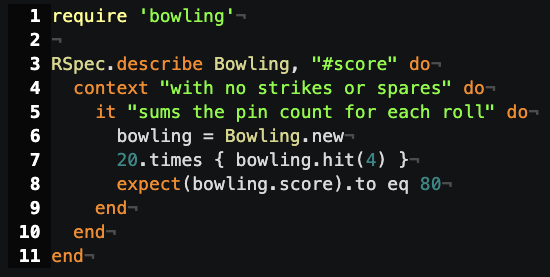 1 require 'bowling'¬
2 ¬
3 RSpec.describe Bowling, "#score" do¬
4   context "with no strikes or spares" do¬
5     it "sums the pin count for each roll" do¬
6       bowling = Bowling.new¬
7       20.times { bowling.hit(4) }¬
8       expect(bowling.score).to eq 80¬
9     end¬
10   end¬
11 end¬